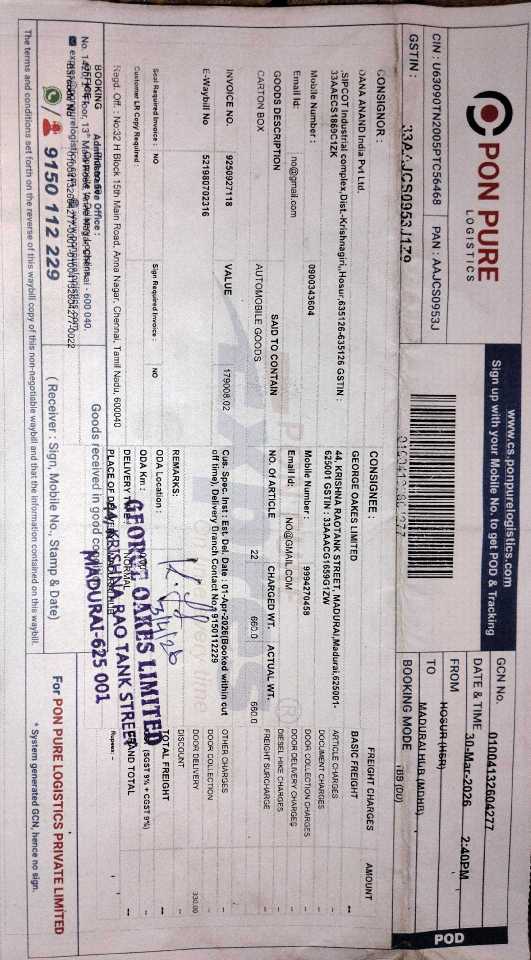 PON PURE
LOGISTICS
www.cs.ponpurelogistics.com
Sign up with your Mobile No. to get POD & Tracking
CIN : U63090TN2005PTC56468 PAN : AAJCS0953J
GSTIN : 33AAJCS0953J1Z9
GCN No. 01004132604277
DATE & TIME 30-Mar-2026 2:40PM
FROM HOSUR (HSR)
TO MADURAI HUB (MDHB)
BOOKING MODE TBB (DD)
POD
CONSIGNOR :
DANA ANAND India Pvt Ltd.
,SIPCOT Industrial complex,Dist.-Krishnagiri,Hosur,635126-635126 GSTIN :
33AAECS1869C1ZK
Mobile Number : 0900343604
Email Id: no@gmail.com
CONSIGNEE :
GEORGE OAKES LIMITED
44, KRISHNA RAOTANK STREET, MADURAI,Madurai,625001-
625001 GSTIN : 33AAACG1659G1ZW
Mobile Number : 9994270458
Email Id: NO@GMAIL.COM
GOODS DESCRIPTION SAID TO CONTAIN NO. OF ARTICLE CHARGED WT. ACTUAL WT.
CARTON BOX AUTOMOBILE GOODS 22 660.0 660.0
INVOICE NO. 9250927118 VALUE 179008.02
E-Waybill No 521980702316
Cus. Spec. Inst : Est. Del. Date : 01-Apr-2026(Booked within cut
off time), Delivery Branch Contact No.: 9150112229
REMARKS:
Seal Required Invoice : NO Sign Required Invoice : NO
Customer LR Copy Required :
ODA Location :
ODA Km :
DELIVERY TYPE : NORMAL
FREIGHT CHARGES AMOUNT
BASIC FREIGHT --
ARTICLE CHARGES -
DOCUMENT CHARGES -
DOOR COLLECTION CHARGES -
DOOR DELIVERY CHARGES -
DIESEL HIKE CHARGES -
FREIGHT SURCHARGE -
OTHER CHARGES -
DOOR COLLECTION -
DOOR DELIVERY 330.00
DISCOUNT -
TOTAL FREIGHT --
(SGST 9% + CGST 9%) --
GRAND TOTAL --
Rupees: --
3/4/26
GEORGE OAKES LIMITED
44, KRISHNA RAO TANK STREET
MADURAI-625 001
Regd. Off. : No:32 H Block 15th Main Road, Anna Nagar, Chennai, Tamil Nadu, 600040
BOOKING
OFFICE
Administrative Office :
Goods received in good
9150 112 229
( Receiver : Sign, Mobile No., Stamp & Date)
For PON PURE LOGISTICS PRIVATE LIMITED
The terms and conditions set forth on the reverse of this waybill copy of this non-negotiable waybill and that the information contained on this waybill.
* System generated GCN, hence no sign.